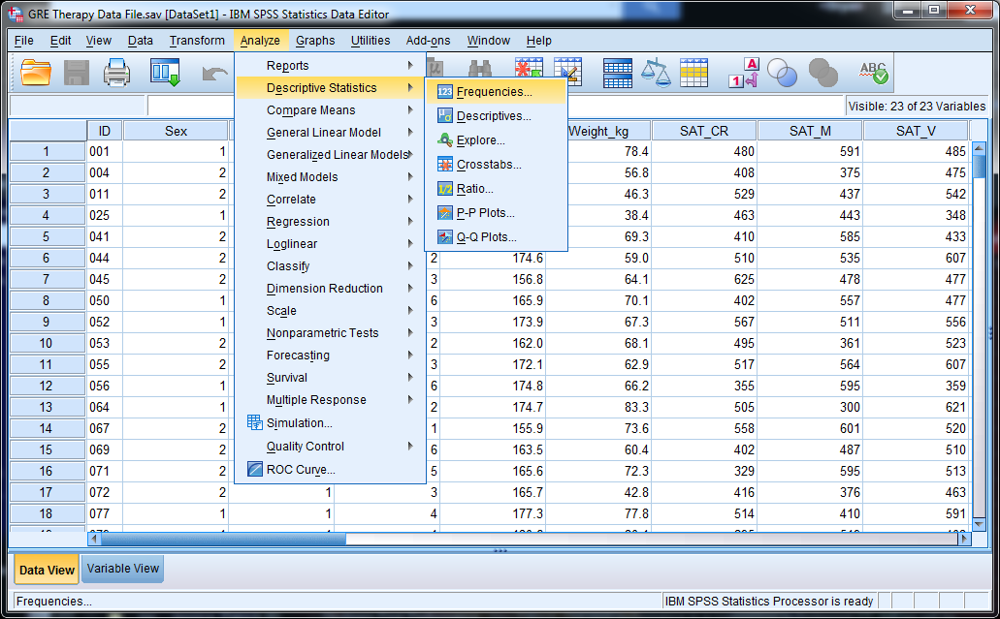 GRE Therapy Data File.sav [DataSet1] - IBM SPSS Statistics Data Editor
File Edit View Data Transform Analyze Graphs Utilities Add-ons Window Help
Reports
Descriptive Statistics
Compare Means
General Linear Model
Generalized Linear Models
Mixed Models
Correlate
Regression
Loglinear
Classify
Dimension Reduction
Scale
Nonparametric Tests
Forecasting
Survival
Multiple Response
Simulation...
Quality Control
ROC Curve...
123 Frequencies...
Descriptives...
Explore...
Crosstabs...
1/2 Ratio...
P-P Plots...
Q-Q Plots...
A
1
4
ABC
Visible: 23 of 23 Variables
ID Sex Weight_kg SAT_CR SAT_M SAT_V
1 001 1 78.4 480 591 485
2 004 2 56.8 408 375 475
3 011 2 46.3 529 437 542
4 025 1 38.4 463 443 348
5 041 2 69.3 410 585 433
6 044 2 2 174.6 59.0 510 535 607
7 045 2 3 156.8 64.1 625 478 477
8 050 1 6 165.9 70.1 402 557 477
9 052 1 3 173.9 67.3 567 511 556
10 053 2 2 162.0 68.1 495 361 523
11 055 2 3 172.1 62.9 517 564 607
12 056 1 6 174.8 66.2 355 595 359
13 064 1 2 174.7 83.3 505 300 621
14 067 2 1 155.9 73.6 558 601 520
15 069 2 6 163.5 60.4 402 487 510
16 071 2 5 165.6 72.3 329 595 513
17 072 2 1 3 165.7 42.8 416 376 463
18 077 1 1 4 177.3 77.8 514 410 591
Data View Variable View
Frequencies... IBM SPSS Statistics Processor is ready